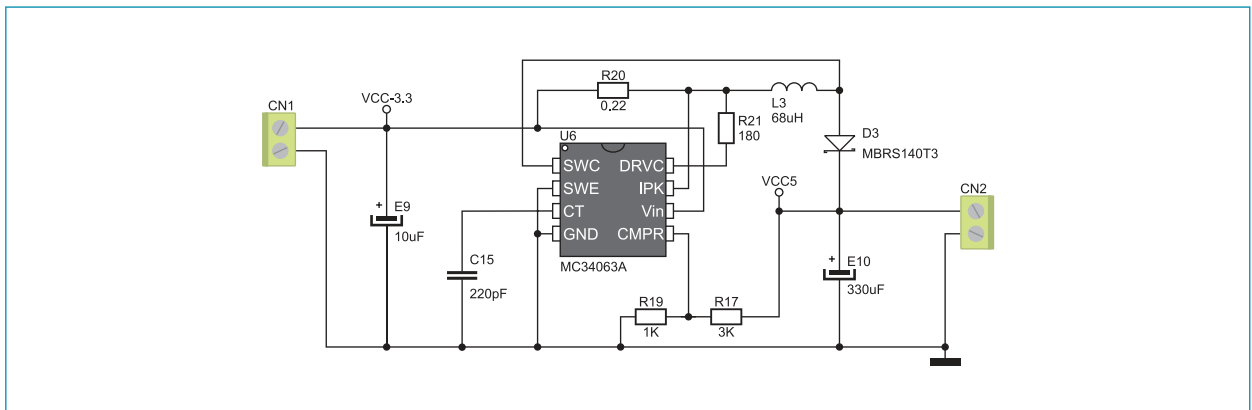 CN1
VCC-3.3
R20
0.22
R21
180
L3
68uH
D3
MBRS140T3
VCC5
CN2
U6
SWC DRVC
SWE IPK
CT Vin
GND CMPR
MC34063A
E9
10uF
C15
220pF
R19
1K
R17
3K
E10
330uF